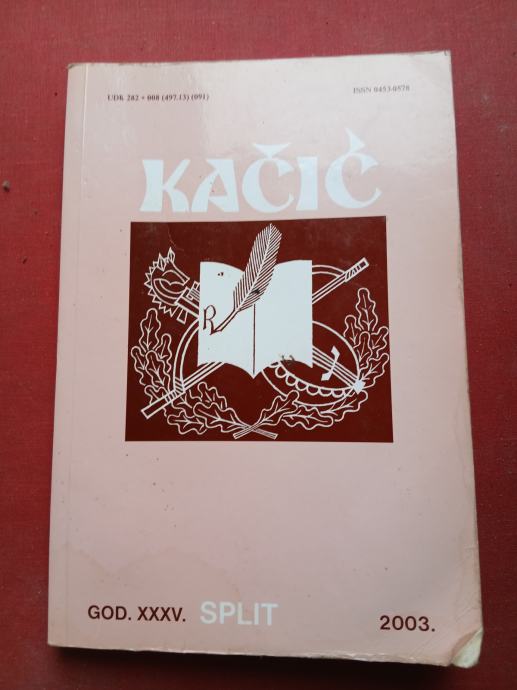 UDK 282 + 008 (497.13) (091)
ISSN 0453-0578
KAČIĆ
R
GOD. XXXV. SPLIT 2003.